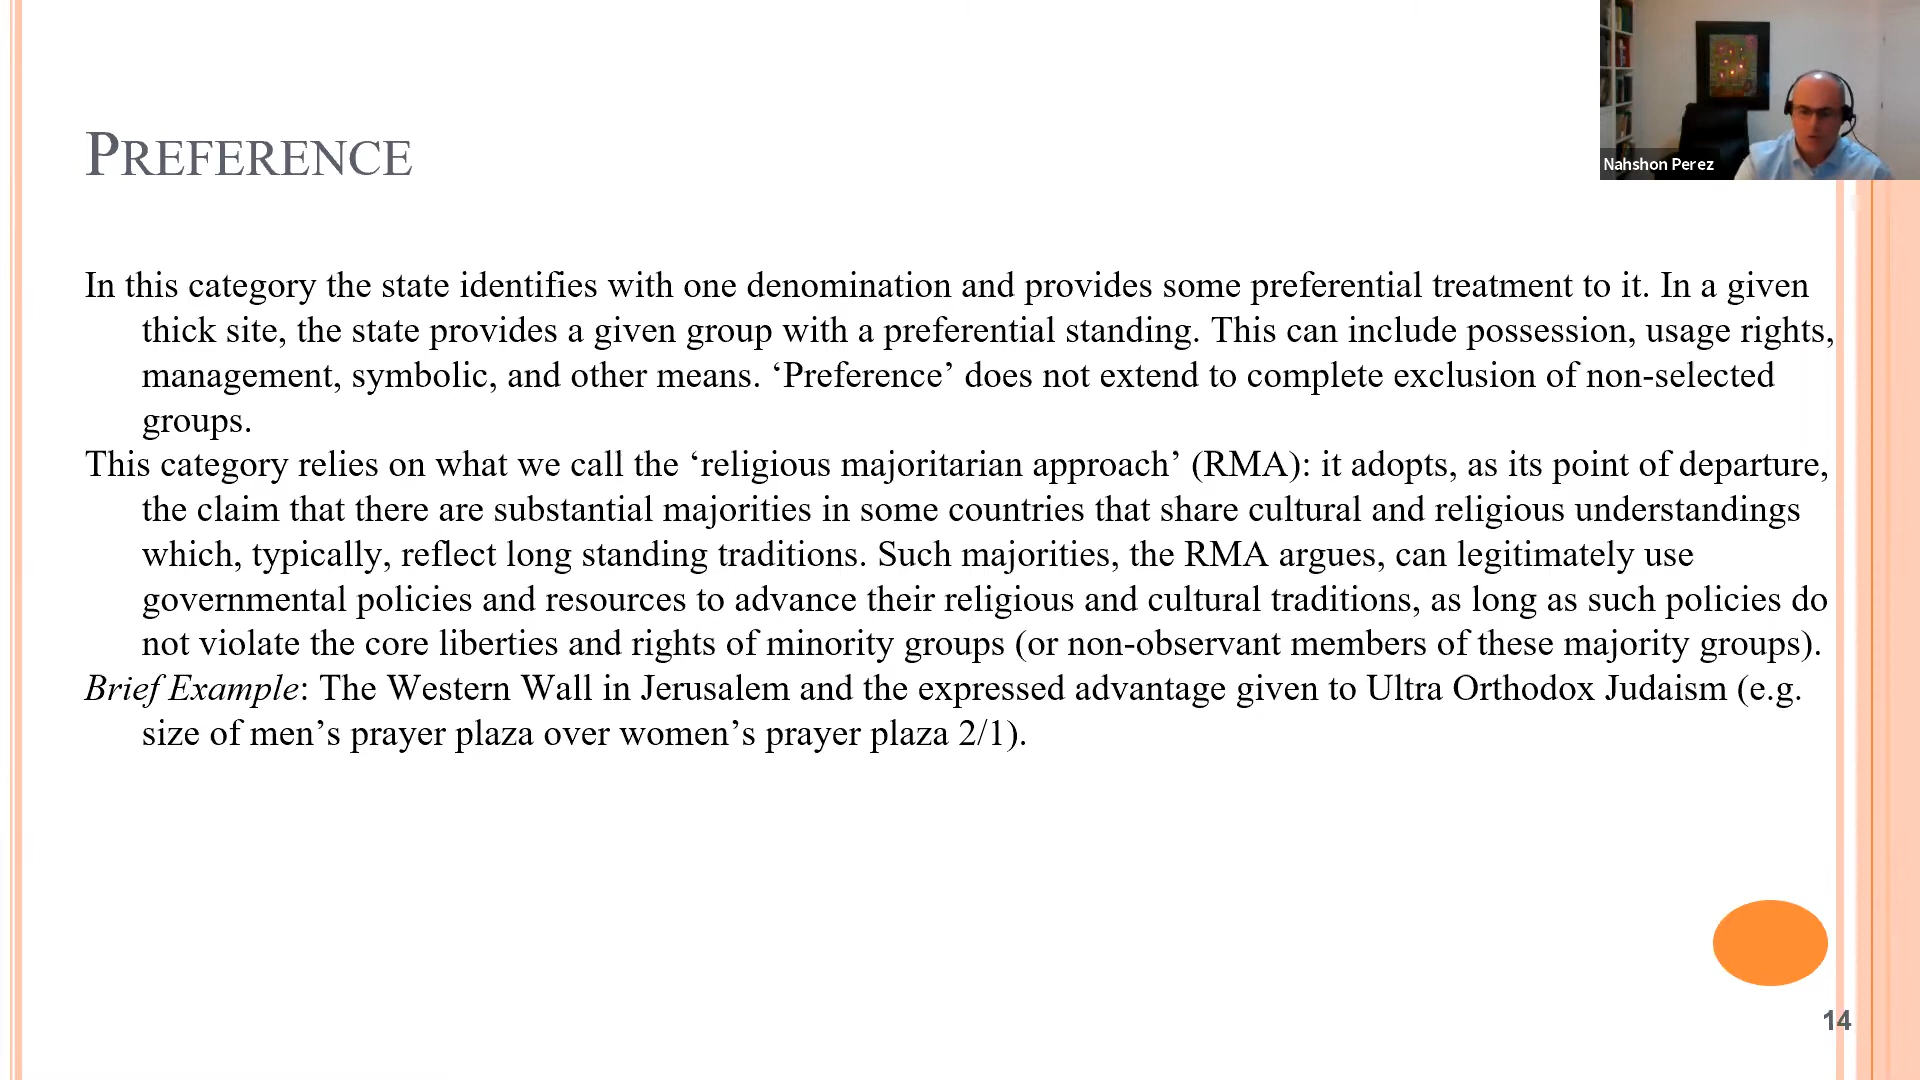 Nahshon Perez
PREFERENCE
In this category the state identifies with one denomination and provides some preferential treatment to it. In a given
thick site, the state provides a given group with a preferential standing. This can include possession, usage rights,
management, symbolic, and other means. ‘Preference’ does not extend to complete exclusion of non-selected
groups.
This category relies on what we call the ‘religious majoritarian approach’ (RMA): it adopts, as its point of departure,
the claim that there are substantial majorities in some countries that share cultural and religious understandings
which, typically, reflect long standing traditions. Such majorities, the RMA argues, can legitimately use
governmental policies and resources to advance their religious and cultural traditions, as long as such policies do
not violate the core liberties and rights of minority groups (or non-observant members of these majority groups).
Brief Example: The Western Wall in Jerusalem and the expressed advantage given to Ultra Orthodox Judaism (e.g.
size of men’s prayer plaza over women’s prayer plaza 2/1).
14